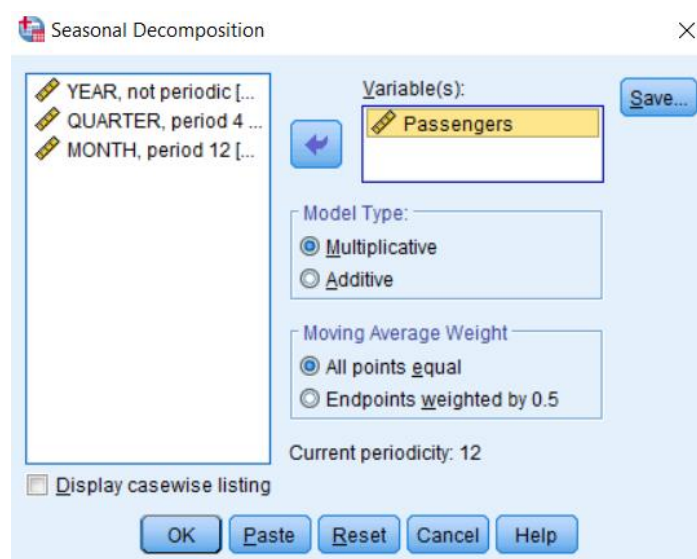 Seasonal Decomposition
YEAR, not periodic [...
QUARTER, period 4 ...
MONTH, period 12 [...
Variable(s):
Passengers
Save...
Model Type:
Multiplicative
Additive
Moving Average Weight
All points equal
Endpoints weighted by 0.5
Current periodicity: 12
Display casewise listing
OK Paste Reset Cancel Help